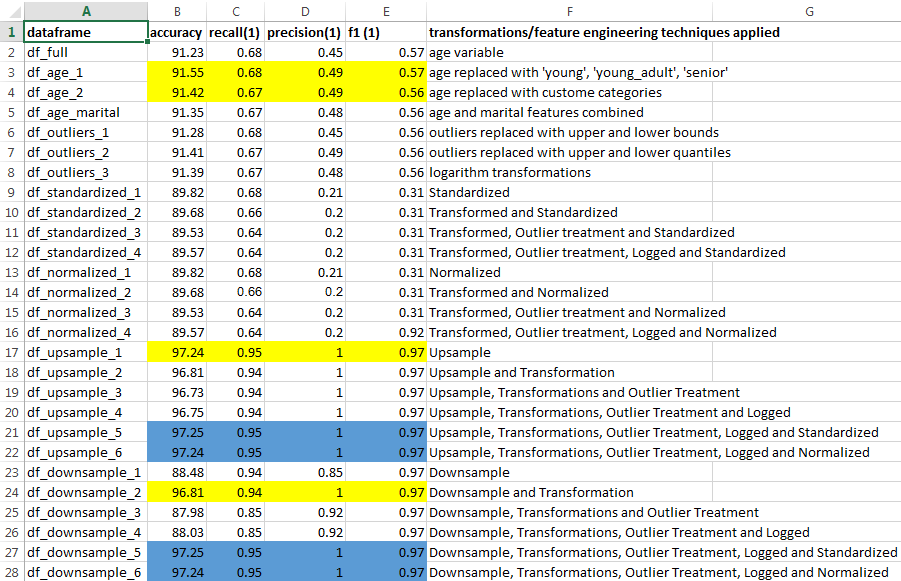 A B C D E F G
1 dataframe accuracy recall(1) precision(1) f1 (1) transformations/feature engineering techniques applied
2 df_full 91.23 0.68 0.45 0.57 age variable
3 df_age_1 91.55 0.68 0.49 0.57 age replaced with 'young', 'young_adult', 'senior'
4 df_age_2 91.42 0.67 0.49 0.56 age replaced with custome categories
5 df_age_marital 91.35 0.67 0.48 0.56 age and marital features combined
6 df_outliers_1 91.28 0.68 0.45 0.56 outliers replaced with upper and lower bounds
7 df_outliers_2 91.41 0.67 0.49 0.56 outliers replaced with upper and lower quantiles
8 df_outliers_3 91.39 0.67 0.48 0.56 logarithm transformations
9 df_standardized_1 89.82 0.68 0.21 0.31 Standardized
10 df_standardized_2 89.68 0.66 0.2 0.31 Transformed and Standardized
11 df_standardized_3 89.53 0.64 0.2 0.31 Transformed, Outlier treatment and Standardized
12 df_standardized_4 89.57 0.64 0.2 0.31 Transformed, Outlier treatment, Logged and Standardized
13 df_normalized_1 89.82 0.68 0.21 0.31 Normalized
14 df_normalized_2 89.68 0.66 0.2 0.31 Transformed and Normalized
15 df_normalized_3 89.53 0.64 0.2 0.31 Transformed, Outlier treatment and Normalized
16 df_normalized_4 89.57 0.64 0.2 0.92 Transformed, Outlier treatment, Logged and Normalized
17 df_upsample_1 97.24 0.95 1 0.97 Upsample
18 df_upsample_2 96.81 0.94 1 0.97 Upsample and Transformation
19 df_upsample_3 96.73 0.94 1 0.97 Upsample, Transformations and Outlier Treatment
20 df_upsample_4 96.75 0.94 1 0.97 Upsample, Transformations, Outlier Treatment and Logged
21 df_upsample_5 97.25 0.95 1 0.97 Upsample, Transformations, Outlier Treatment, Logged and Standardized
22 df_upsample_6 97.24 0.95 1 0.97 Upsample, Transformations, Outlier Treatment, Logged and Normalized
23 df_downsample_1 88.48 0.94 0.85 0.97 Downsample
24 df_downsample_2 96.81 0.94 1 0.97 Downsample and Transformation
25 df_downsample_3 87.98 0.85 0.92 0.97 Downsample, Transformations and Outlier Treatment
26 df_downsample_4 88.03 0.85 0.92 0.97 Downsample, Transformations, Outlier Treatment and Logged
27 df_downsample_5 97.25 0.95 1 0.97 Downsample, Transformations, Outlier Treatment, Logged and Standardized
28 df_downsample_6 97.24 0.95 1 0.97 Downsample, Transformations, Outlier Treatment, Logged and Normalized